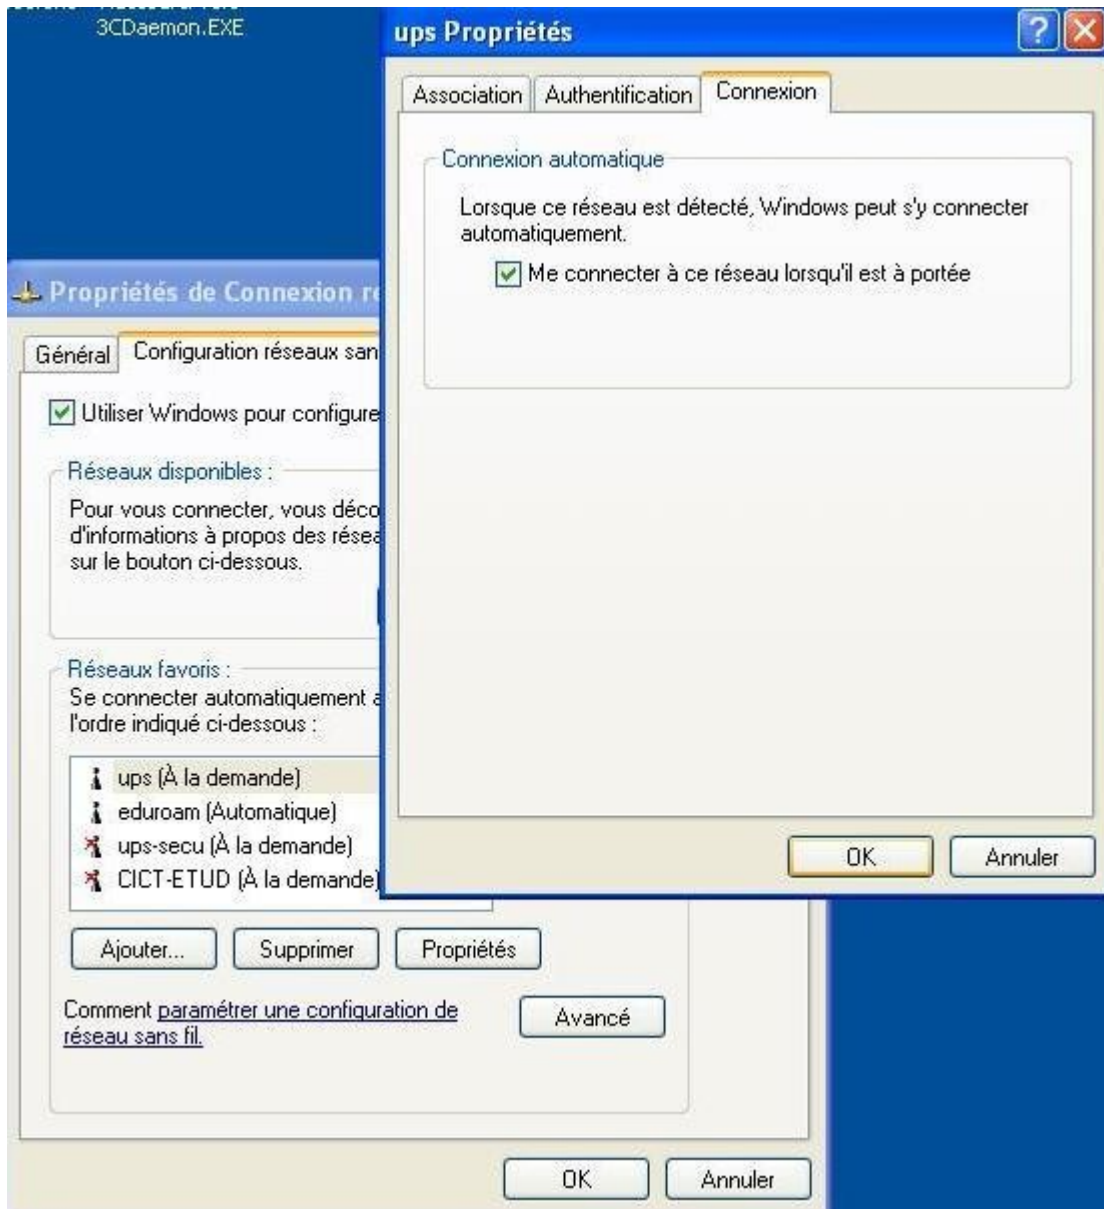 3CDaemon.EXE
ups Propriétés
Association
Authentification
Connexion
Connexion automatique
Lorsque ce réseau est détecté, Windows peut s'y connecter
automatiquement.
Me connecter à ce réseau lorsqu'il est à portée
OK
Annuler
Propriétés de Connexion re
Général
Configuration réseaux san
Utiliser Windows pour configure
Réseaux disponibles :
Pour vous connecter, vous déco
d'informations à propos des résea
sur le bouton ci-dessous.
Réseaux favoris :
Se connecter automatiquement a
l'ordre indiqué ci-dessous :
ups (À la demande)
eduroam (Automatique)
ups-secu (À la demande)
CICT-ETUD (À la demande)
Ajouter...
Supprimer
Propriétés
Comment paramétrer une configuration de
réseau sans fil.
Avancé
OK
Annuler